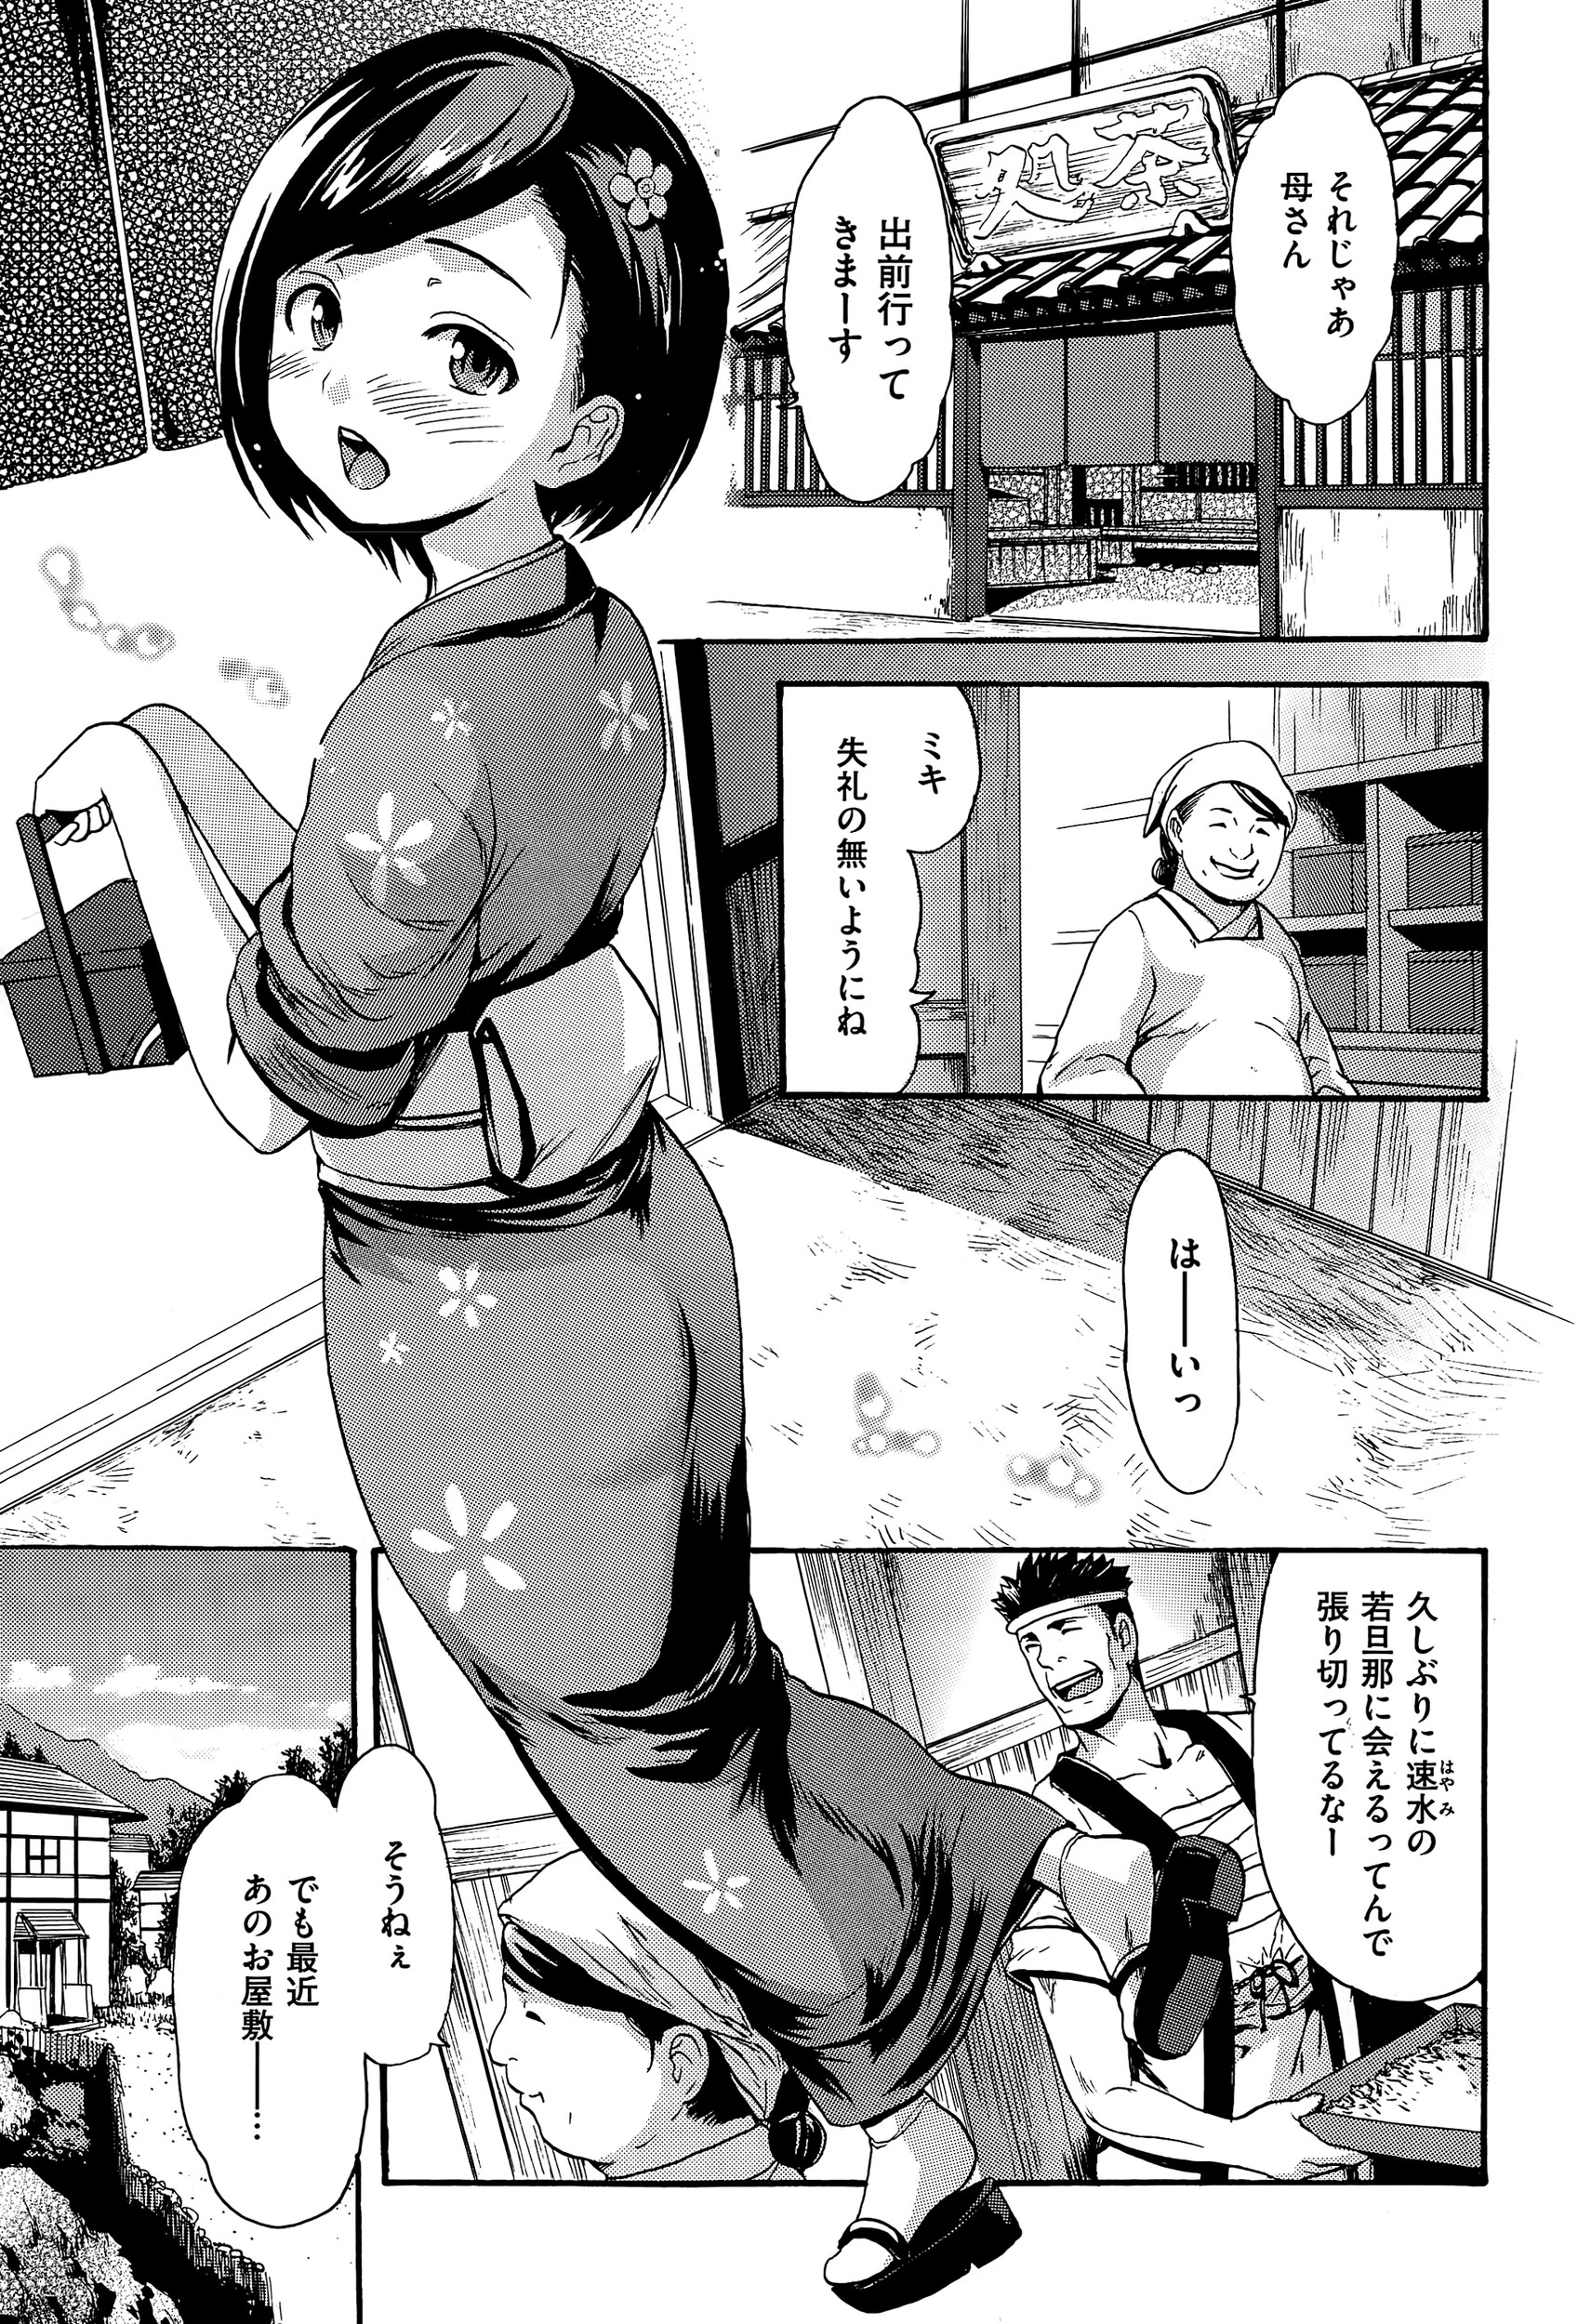 それじゃあ
母さん
茶処
出前行って
きまーす
ミキ
失礼の無いようにね
は――いっ
久しぶりに速水の
はやみ
若旦那に会えるってんで
張り切ってるなー
そうねぇ
でも最近
あのお屋敷――…